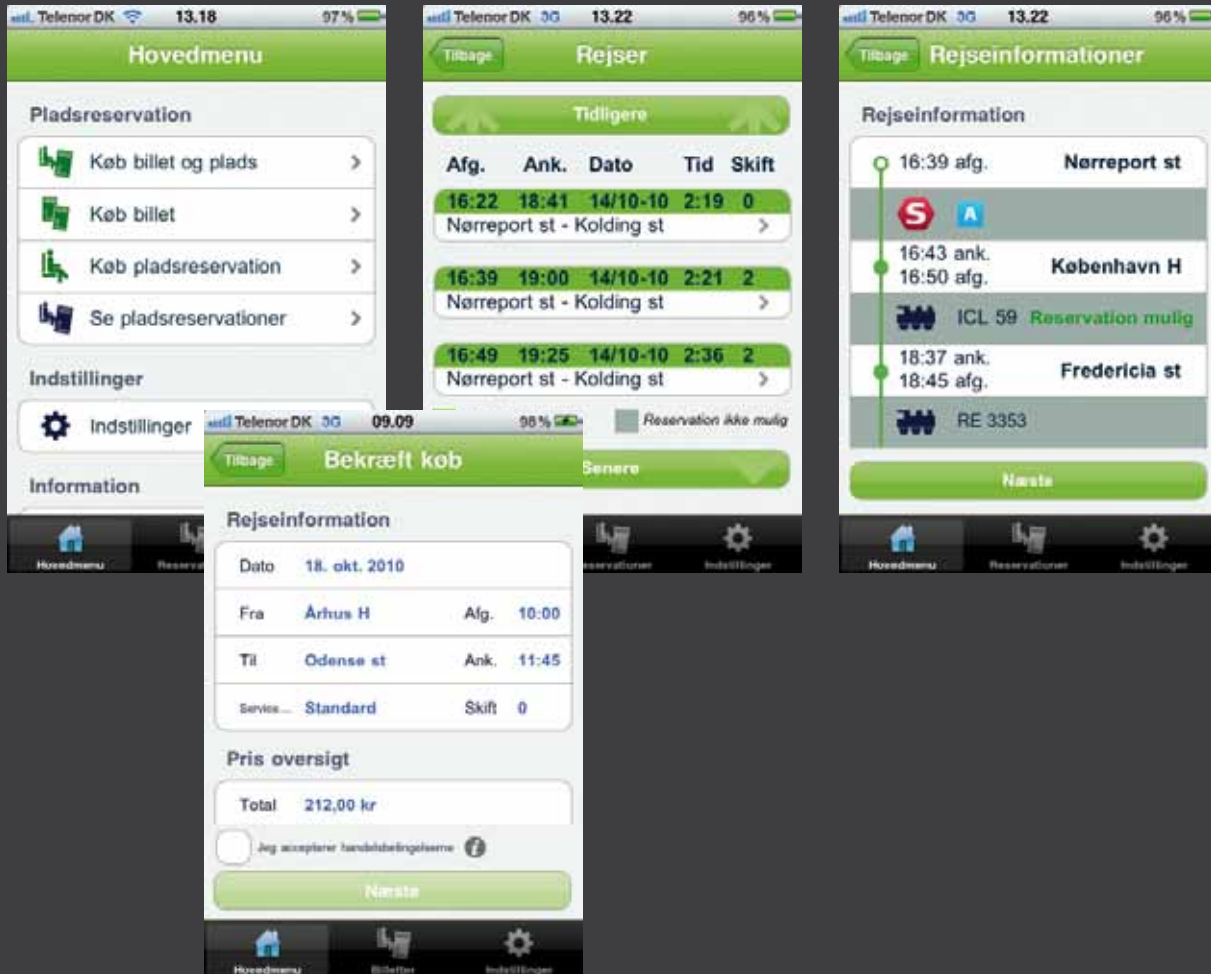 Telenor DK 13.18 97%
Hovedmenu
Pladsreservation
Køb billet og plads
Køb billet
Køb pladsreservation
Se pladsreservationer
Indstillinger
Indstillinger
Information
Hovedmenu
Telenor DK 3G 13.22 96%
Tilbage Rejser
Tidligere
Afg. Ank. Dato Tid Skift
16:22 18:41 14/10-10 2:19 0
Nørreport st - Kolding st
16:39 19:00 14/10-10 2:21 2
Nørreport st - Kolding st
16:49 19:25 14/10-10 2:36 2
Nørreport st - Kolding st
Reservation ikke mulig
Senere
Indstillinger
Telenor DK 3G 13.22 96%
Tilbage Rejseinformationer
Rejseinformation
16:39 afg. Nørreport st
S A
16:43 ank.
16:50 afg. København H
ICL 59 Reservation mulig
18:37 ank.
18:45 afg. Fredericia st
RE 3353
Næste
Hovedmenu Reservationer Indstillinger
Telenor DK 3G 09.09 98%
Tilbage Bekræft køb
Rejseinformation
Dato 18. okt. 2010
Fra Århus H Afg. 10:00
Til Odense st Ank. 11:45
Service ... Standard Skift 0
Pris oversigt
Total 212,00 kr
Jeg accepterer handelsbetingelserne i
Næste
Hovedmenu Billetter Indstillinger